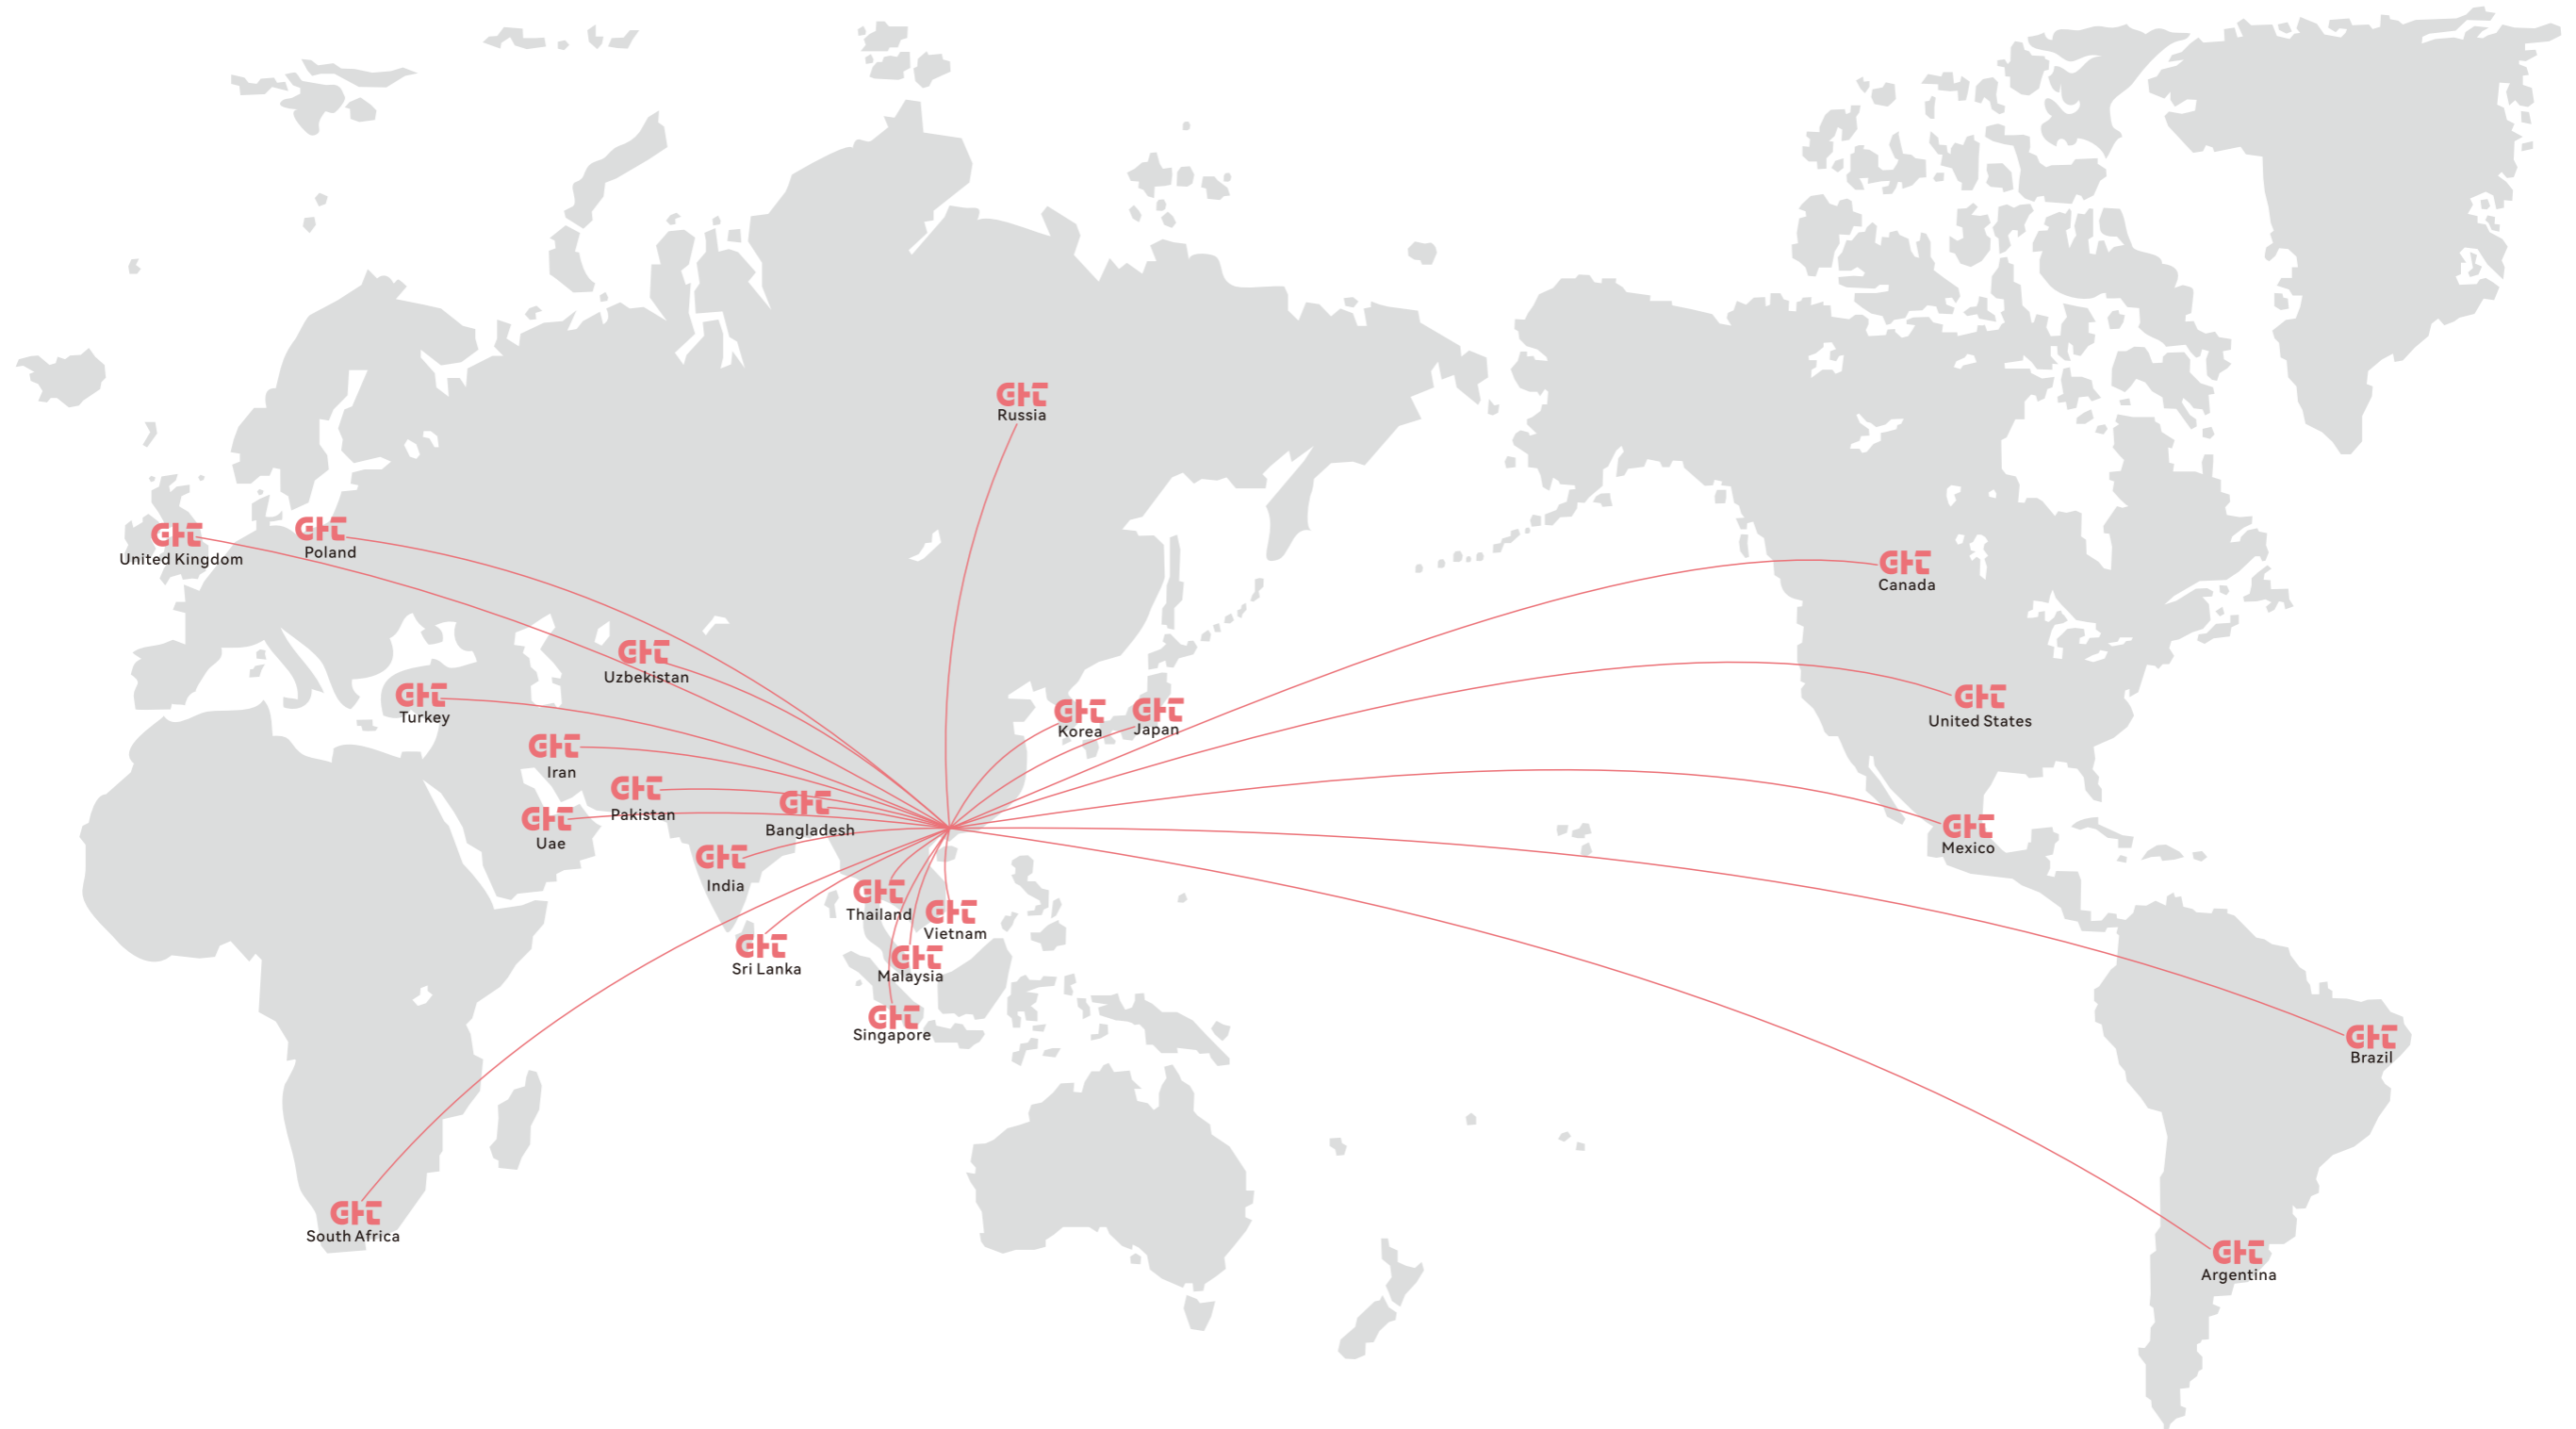 GHT
Russia
GHT
United Kingdom
GHT
Poland
GHT
Canada
GHT
Uzbekistan
GHT
Turkey
GHT
Korea
GHT
Japan
GHT
United States
GHT
Iran
GHT
Pakistan
GHT
Bangladesh
GHT
Uae
GHT
Mexico
GHT
India
GHT
Thailand
GHT
Vietnam
GHT
Sri Lanka
GHT
Malaysia
GHT
Singapore
GHT
Brazil
GHT
South Africa
GHT
Argentina